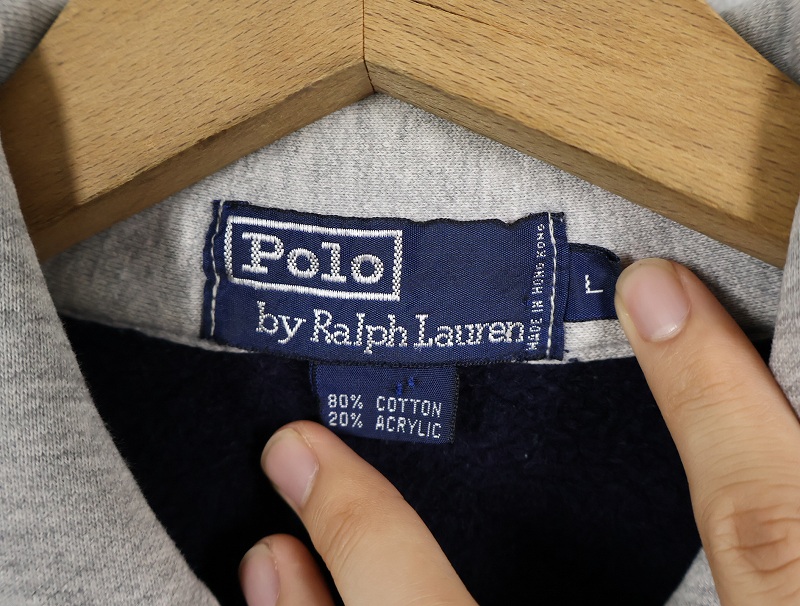 Polo
by Ralph Lauren
MADE IN HONG KONG
L
80% COTTON
20% ACRYLIC